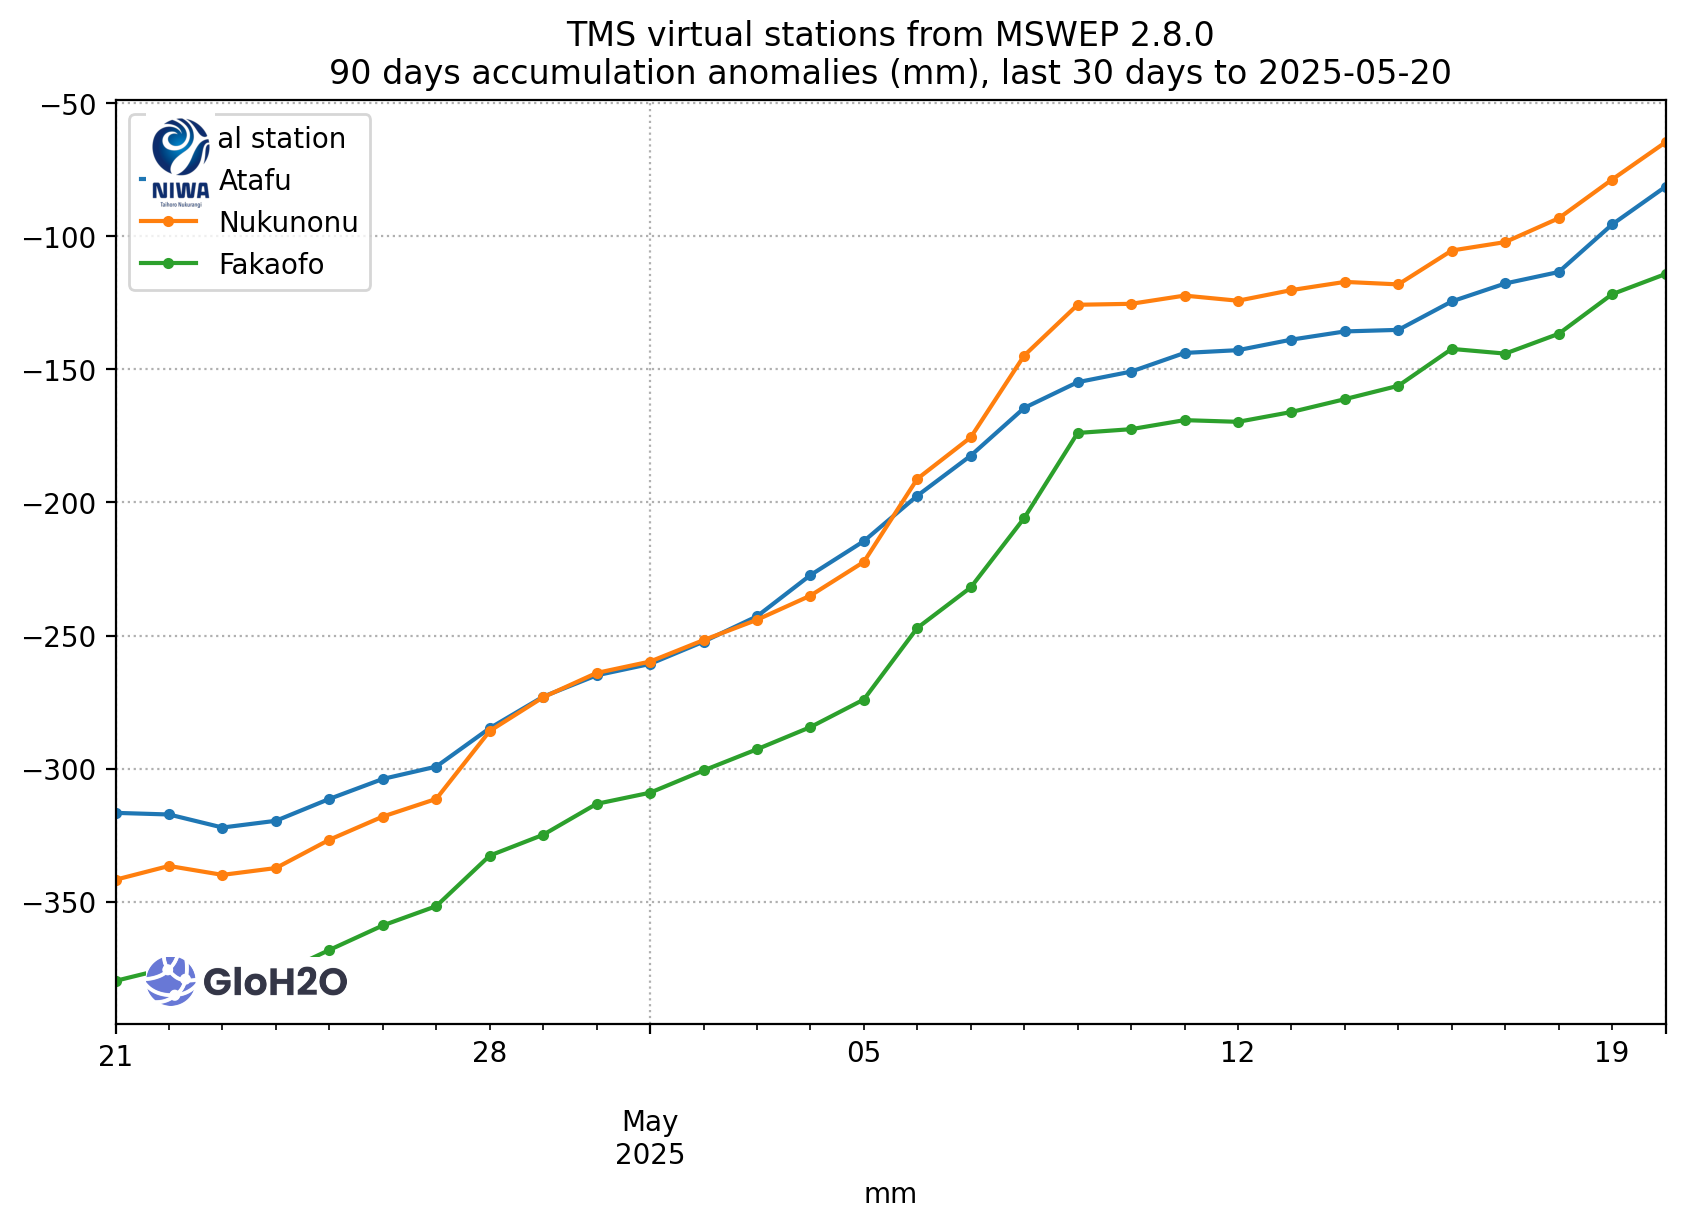 TMS virtual stations from MSWEP 2.8.0
90 days accumulation anomalies (mm), last 30 days to 2025-05-20
−50
−100
−150
−200
−250
−300
−350
al station
Atafu
Nukunonu
Fakaofo
NIWA
Taihoro Nukurangi
GloH2O
21
28
05
12
19
May
2025
mm